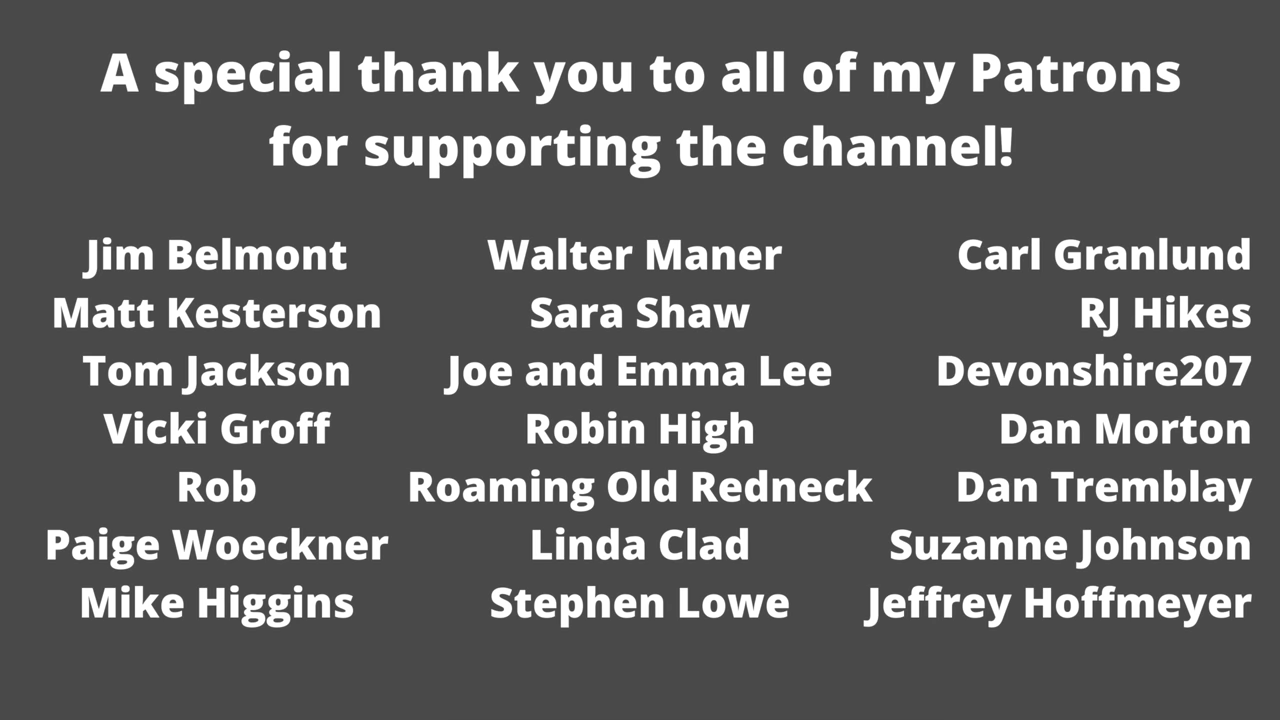 A special thank you to all of my Patrons
for supporting the channel!
Jim Belmont
Matt Kesterson
Tom Jackson
Vicki Groff
Rob
Paige Woeckner
Mike Higgins
Walter Maner
Sara Shaw
Joe and Emma Lee
Robin High
Roaming Old Redneck
Linda Clad
Stephen Lowe
Carl Granlund
RJ Hikes
Devonshire207
Dan Morton
Dan Tremblay
Suzanne Johnson
Jeffrey Hoffmeyer